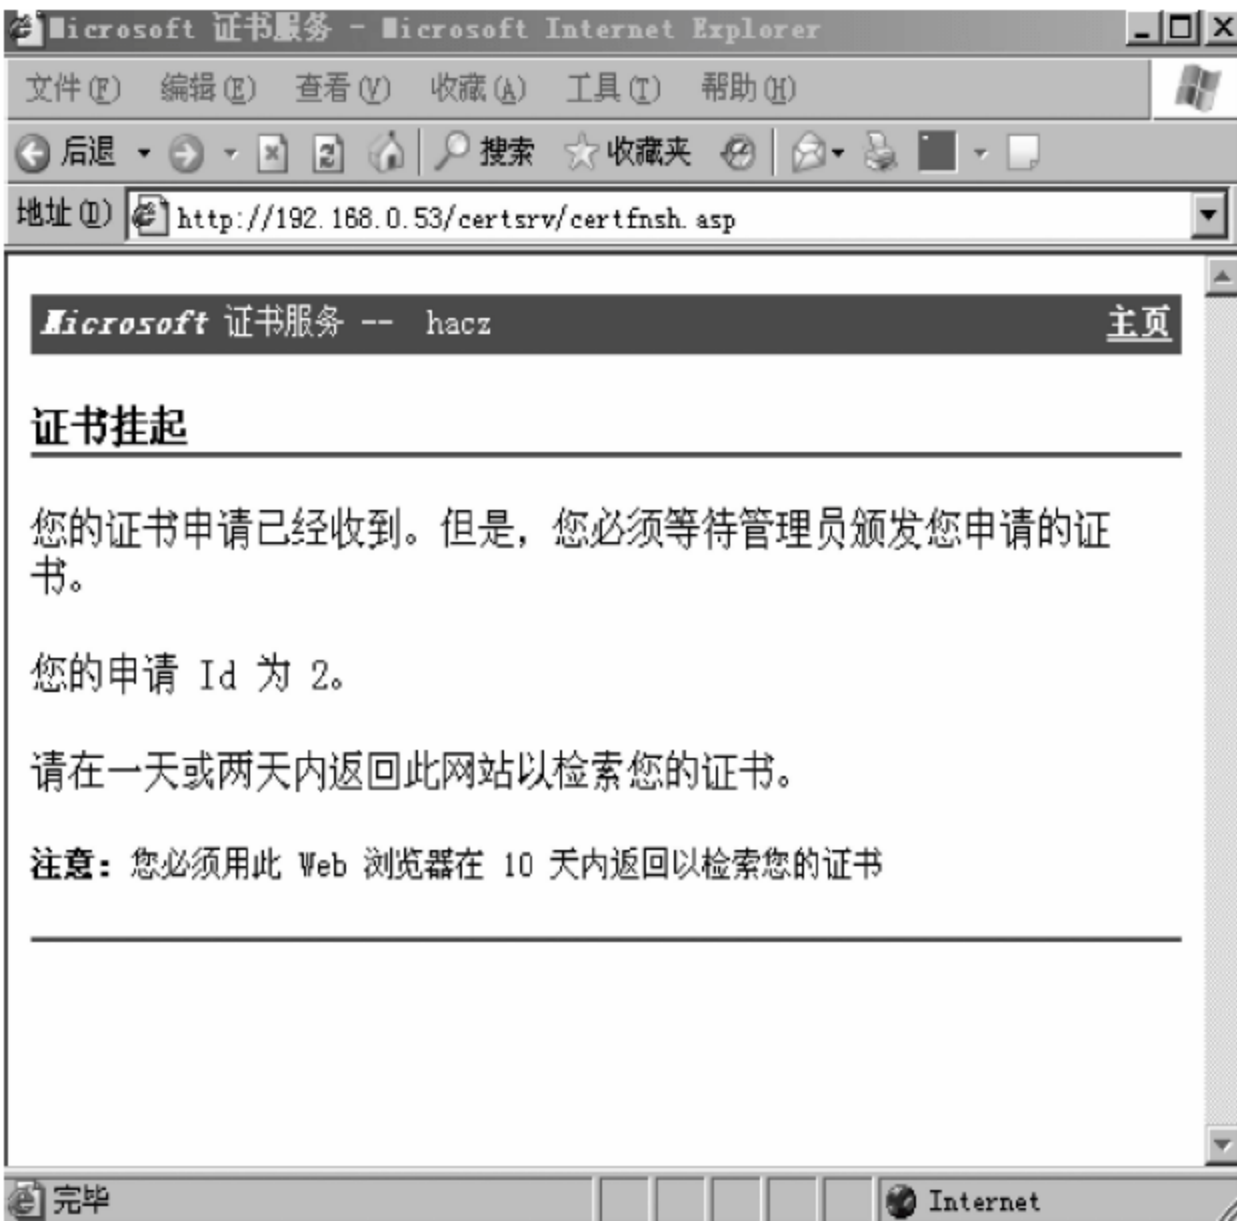 Microsoft 证书服务 - Microsoft Internet Explorer
文件(F) 编辑(E) 查看(V) 收藏(A) 工具(T) 帮助(H)
后退 搜索 收藏夹
地址(D) http://192.168.0.53/certsrv/certfnsh.asp
Microsoft 证书服务 -- hacz 主页
证书挂起
您的证书申请已经收到。但是，您必须等待管理员颁发您申请的证
书。
您的申请 Id 为 2。
请在一天或两天内返回此网站以检索您的证书。
注意：您必须用此 Web 浏览器在 10 天内返回以检索您的证书
完毕 Internet